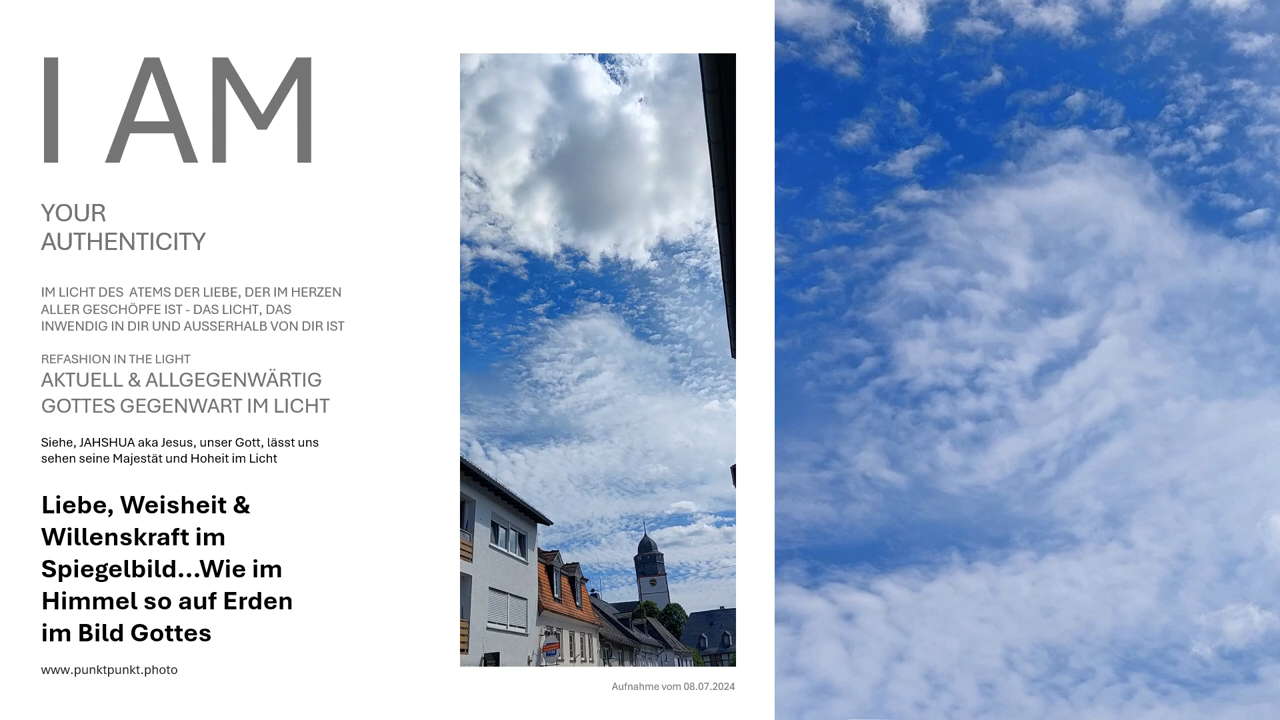 I AM
YOUR
AUTHENTICITY
IM LICHT DES  ATEMS DER LIEBE, DER IM HERZEN
ALLER GESCHÖPFE IST - DAS LICHT, DAS
INWENDIG IN DIR UND AUSSERHALB VON DIR IST
REFASHION IN THE LIGHT
AKTUELL & ALLGEGENWÄRTIG
GOTTES GEGENWART IM LICHT
Siehe, JAHSHUA aka Jesus, unser Gott, lässt uns
sehen seine Majestät und Hoheit im Licht
Liebe, Weisheit &
Willenskraft im
Spiegelbild...Wie im
Himmel so auf Erden
im Bild Gottes
www.punktpunkt.photo
Aufnahme vom 08.07.2024